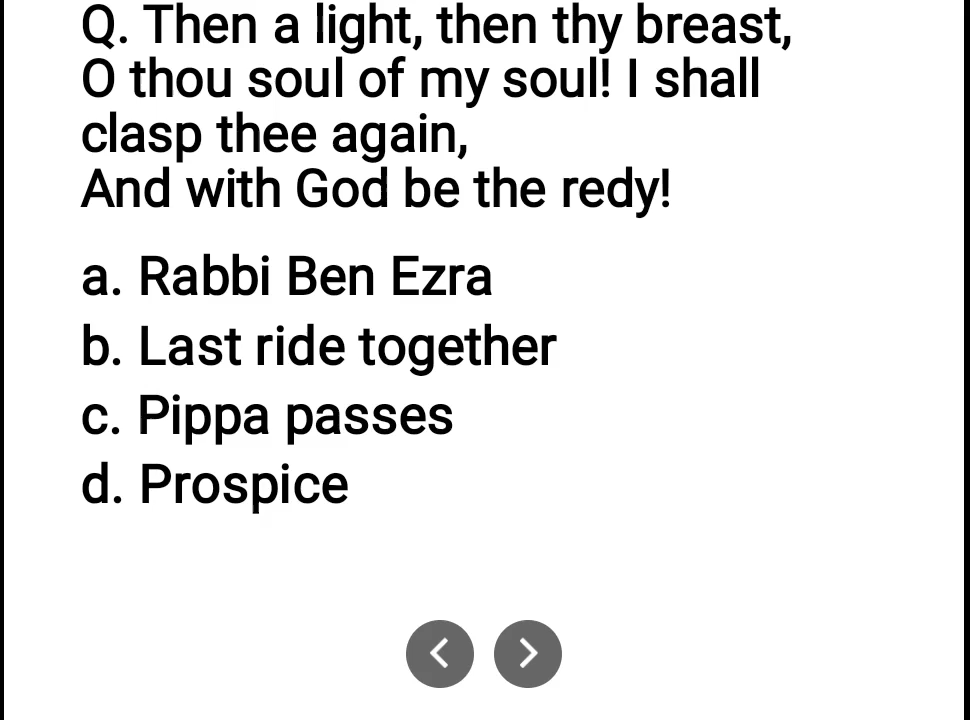 Q. Then a light, then thy breast,
O thou soul of my soul! I shall
clasp thee again,
And with God be the redy!
a. Rabbi Ben Ezra
b. Last ride together
c. Pippa passes
d. Prospice